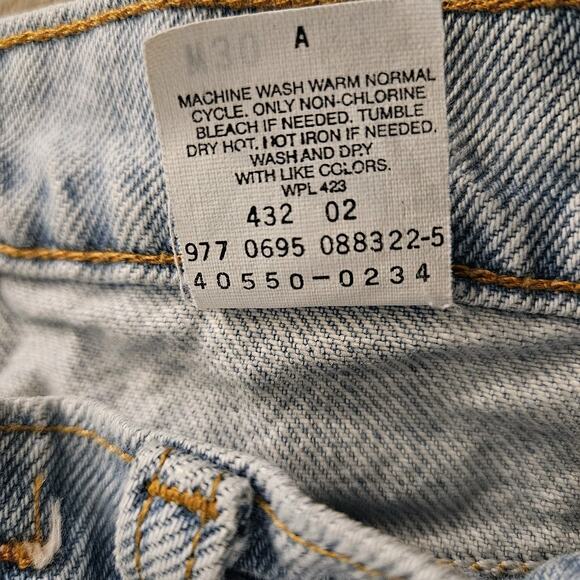 M30 A
MACHINE WASH WARM NORMAL
CYCLE. ONLY NON-CHLORINE
BLEACH IF NEEDED. TUMBLE
DRY HOT. HOT IRON IF NEEDED.
WASH AND DRY
WITH LIKE COLORS.
WPL 423
432 02
977 0695 088322-5
40550-0234